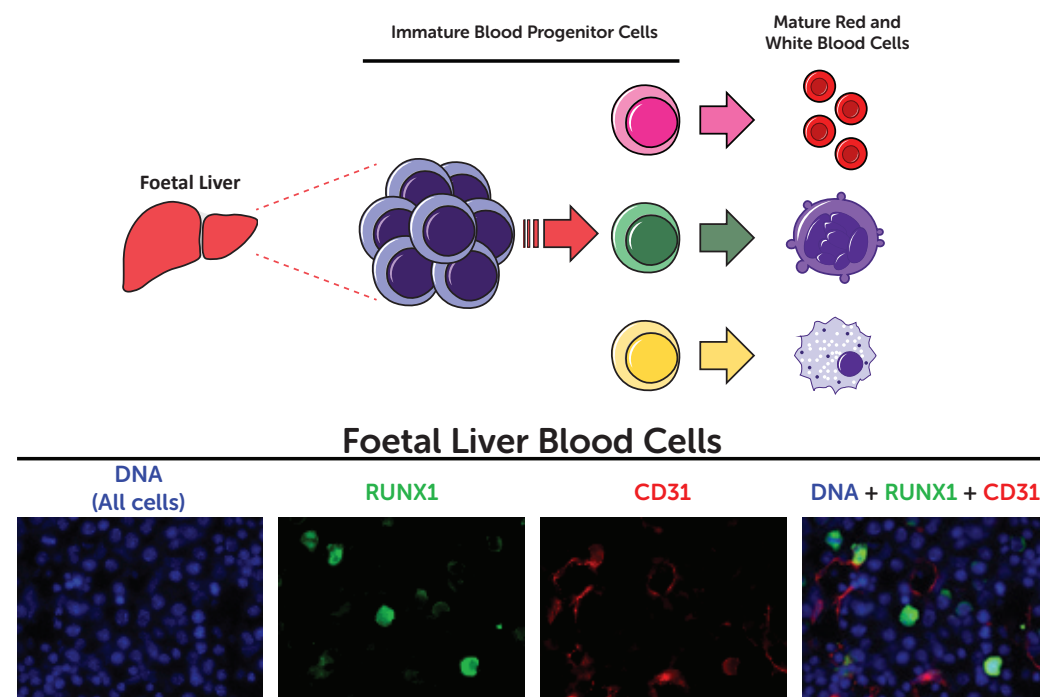 Immature Blood Progenitor Cells
Mature Red and
White Blood Cells
Foetal Liver
Foetal Liver Blood Cells
DNA
(All cells)
RUNX1
CD31
DNA + RUNX1 + CD31